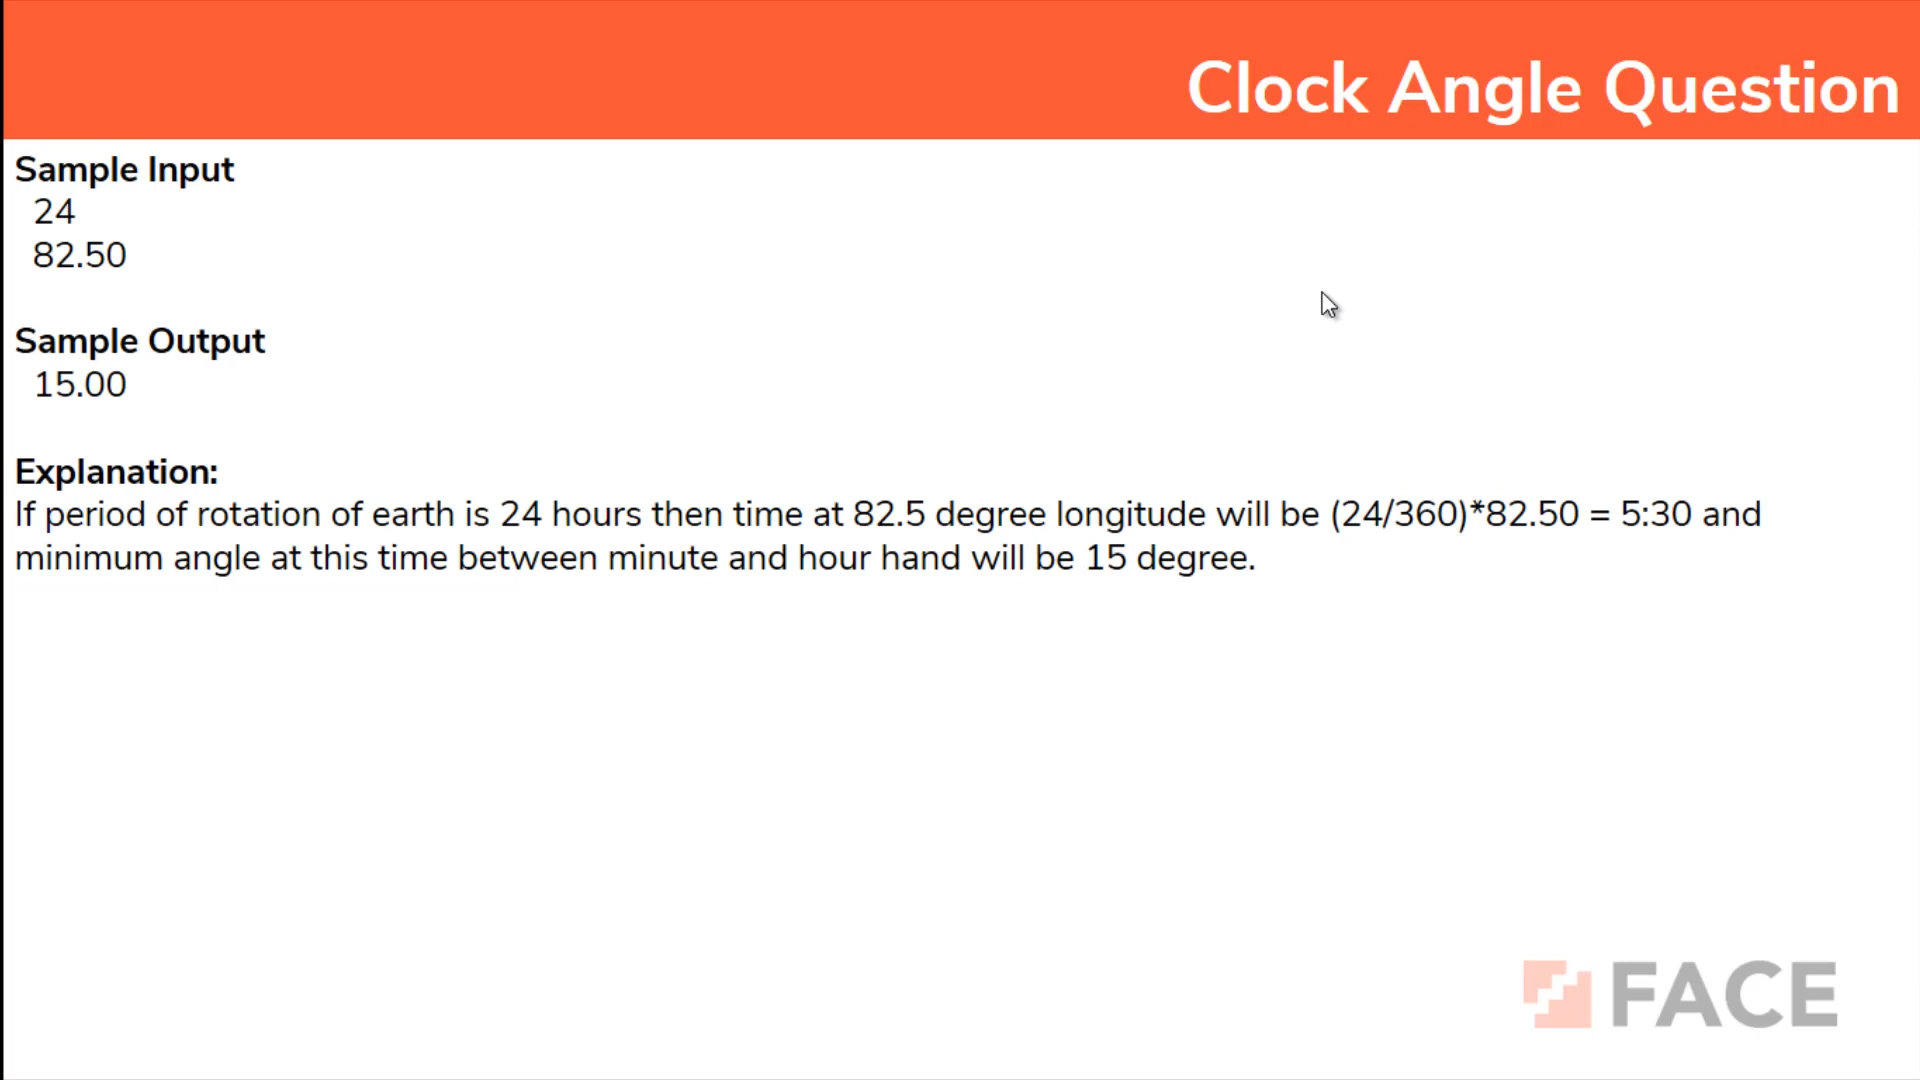 Clock Angle Question
Sample Input
24
82.50
Sample Output
15.00
Explanation:
If period of rotation of earth is 24 hours then time at 82.5 degree longitude will be (24/360)*82.50 = 5:30 and
minimum angle at this time between minute and hour hand will be 15 degree.
FACE